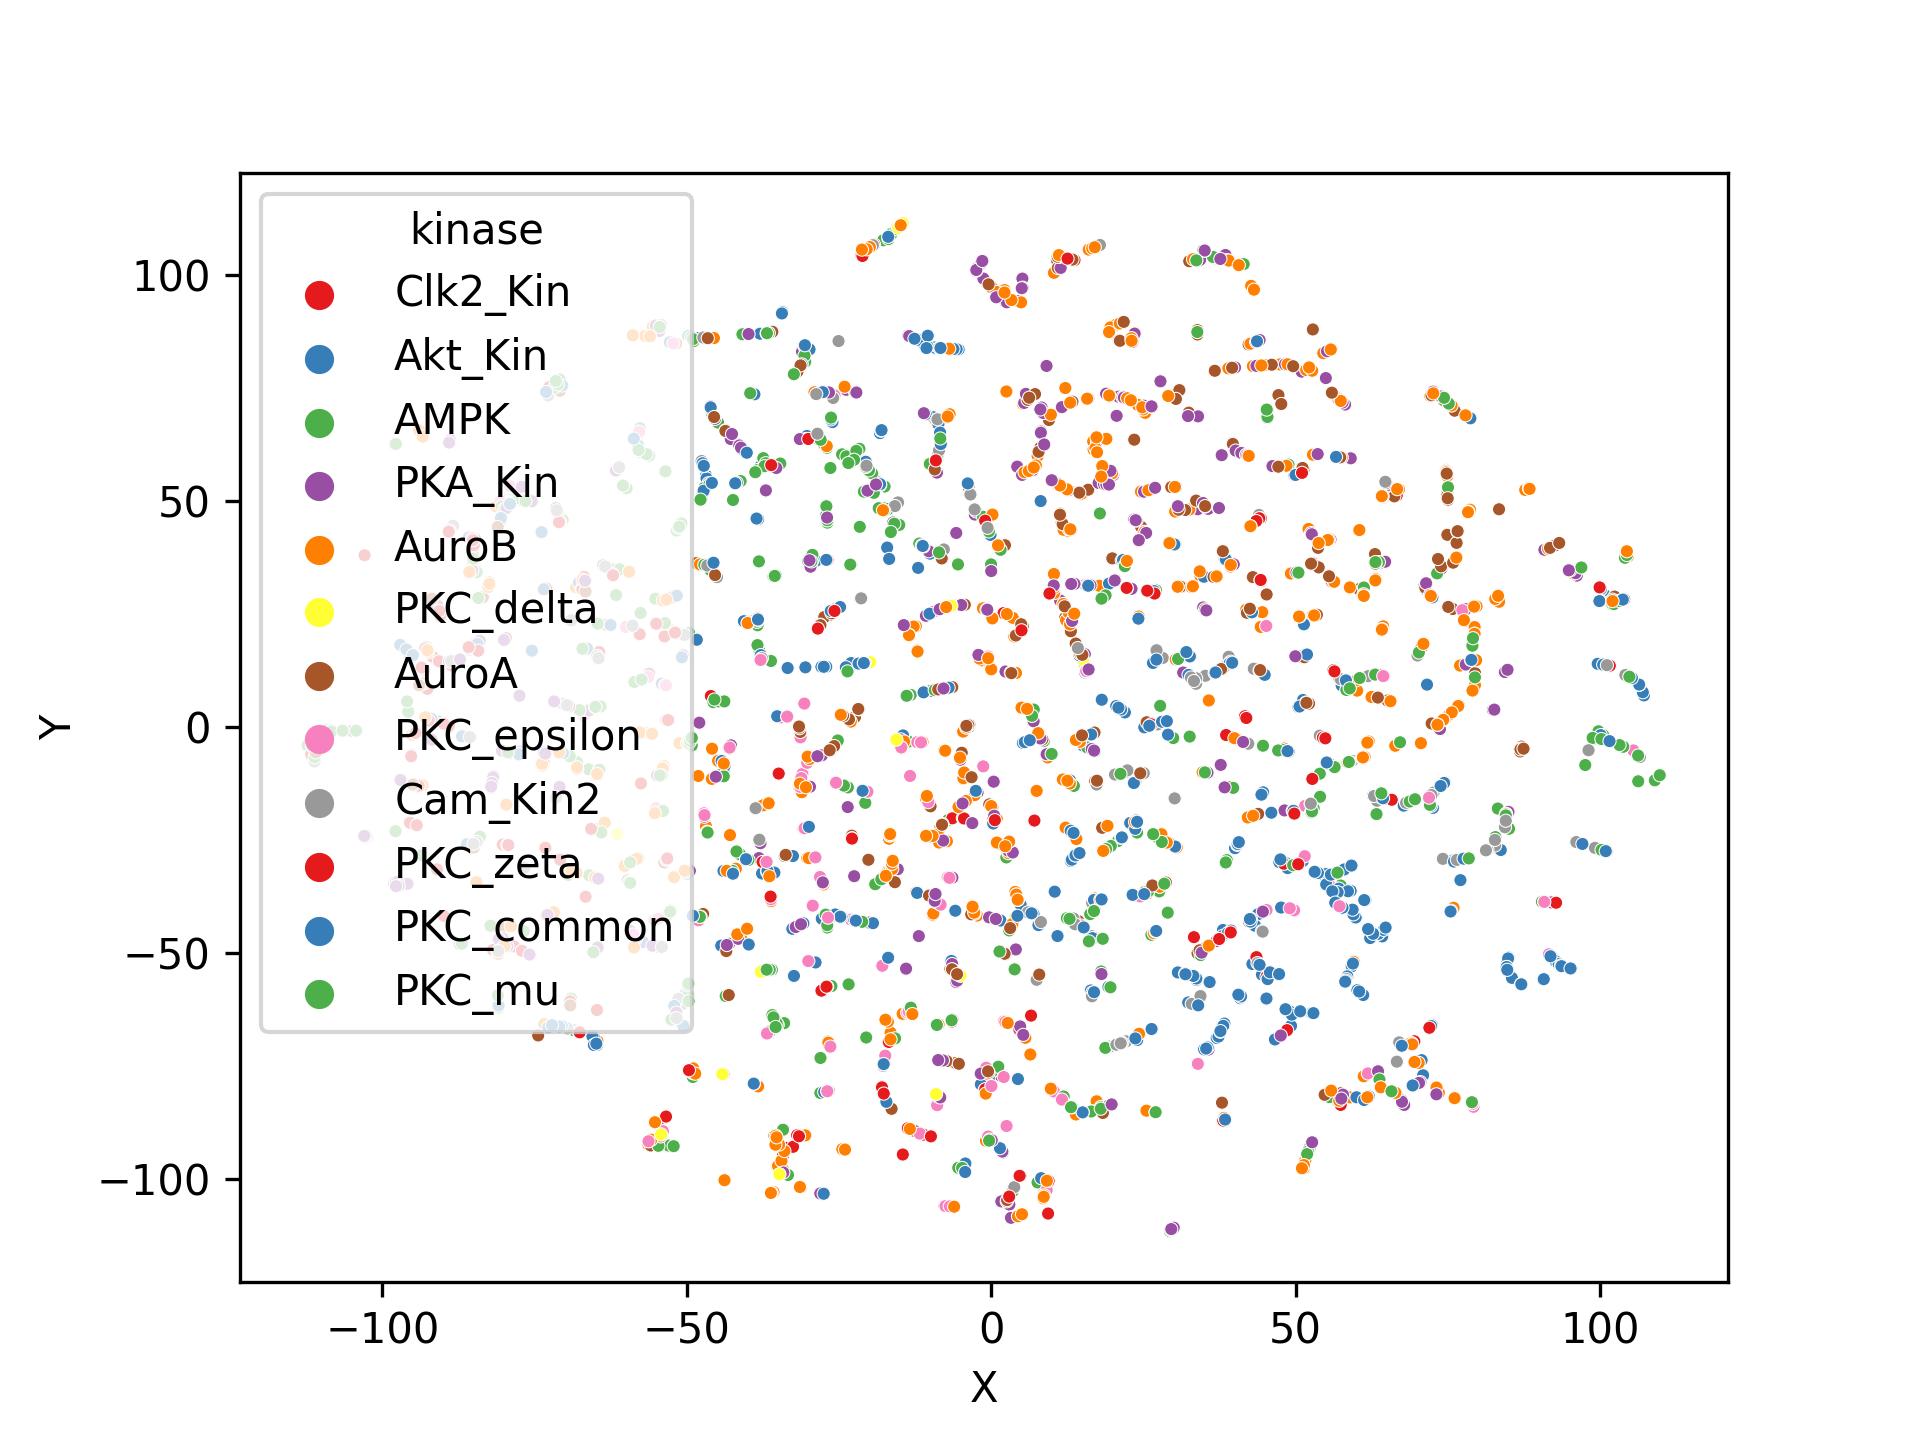 kinase
Clk2_Kin
Akt_Kin
AMPK
PKA_Kin
AuroB
PKC_delta
AuroA
PKC_epsilon
Cam_Kin2
PKC_zeta
PKC_common
PKC_mu
100
50
0
−50
−100
Y
−100 −50 0 50 100
X